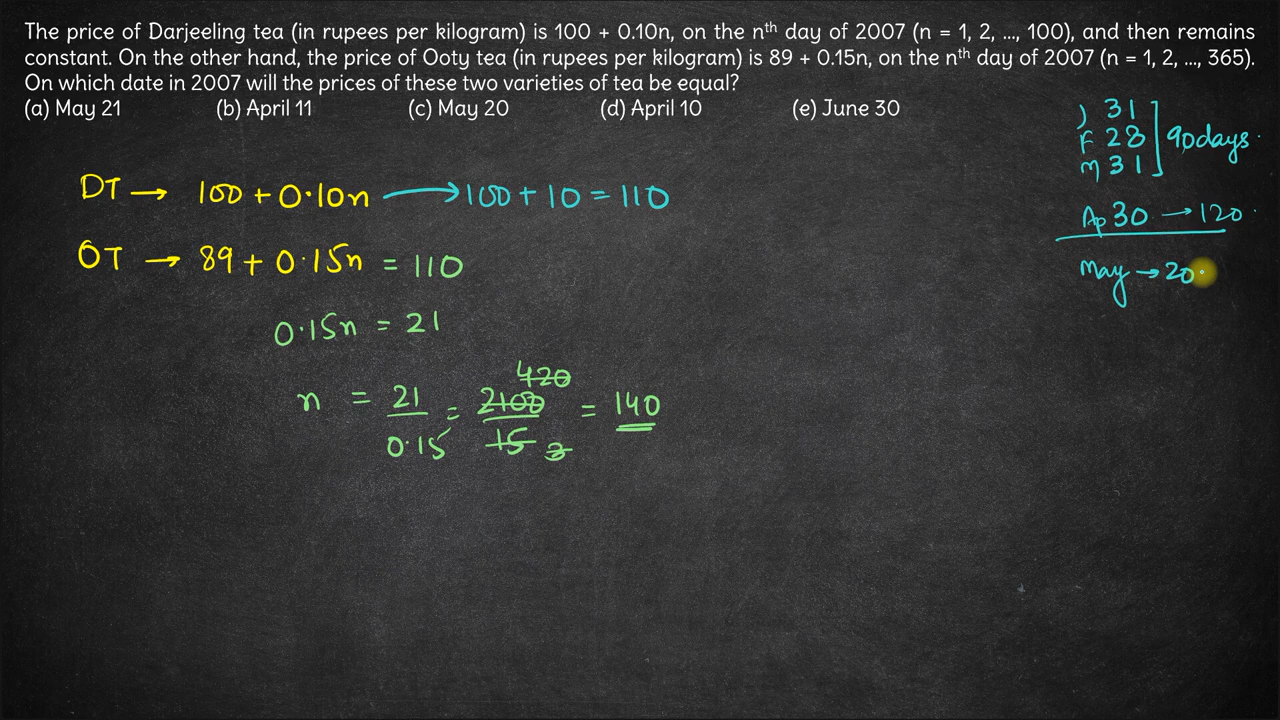 The price of Darjeeling tea (in rupees per kilogram) is 100 + 0.10n, on the nᵗʰ day of 2007 (n = 1, 2, ..., 100), and then remains
constant. On the other hand, the price of Ooty tea (in rupees per kilogram) is 89 + 0.15n, on the nᵗʰ day of 2007 (n = 1, 2, ..., 365).
On which date in 2007 will the prices of these two varieties of tea be equal?
(a) May 21 (b) April 11 (c) May 20 (d) April 10 (e) June 30
J 31
F 28 90days
M 31
DT → 100 + 0.10n → 100 + 10 = 110
Ap 30 → 120
OT → 89 + 0.15n = 110
May → 20
0.15n = 21
n = 21/0.15 = 2100/15 = 140
420
3